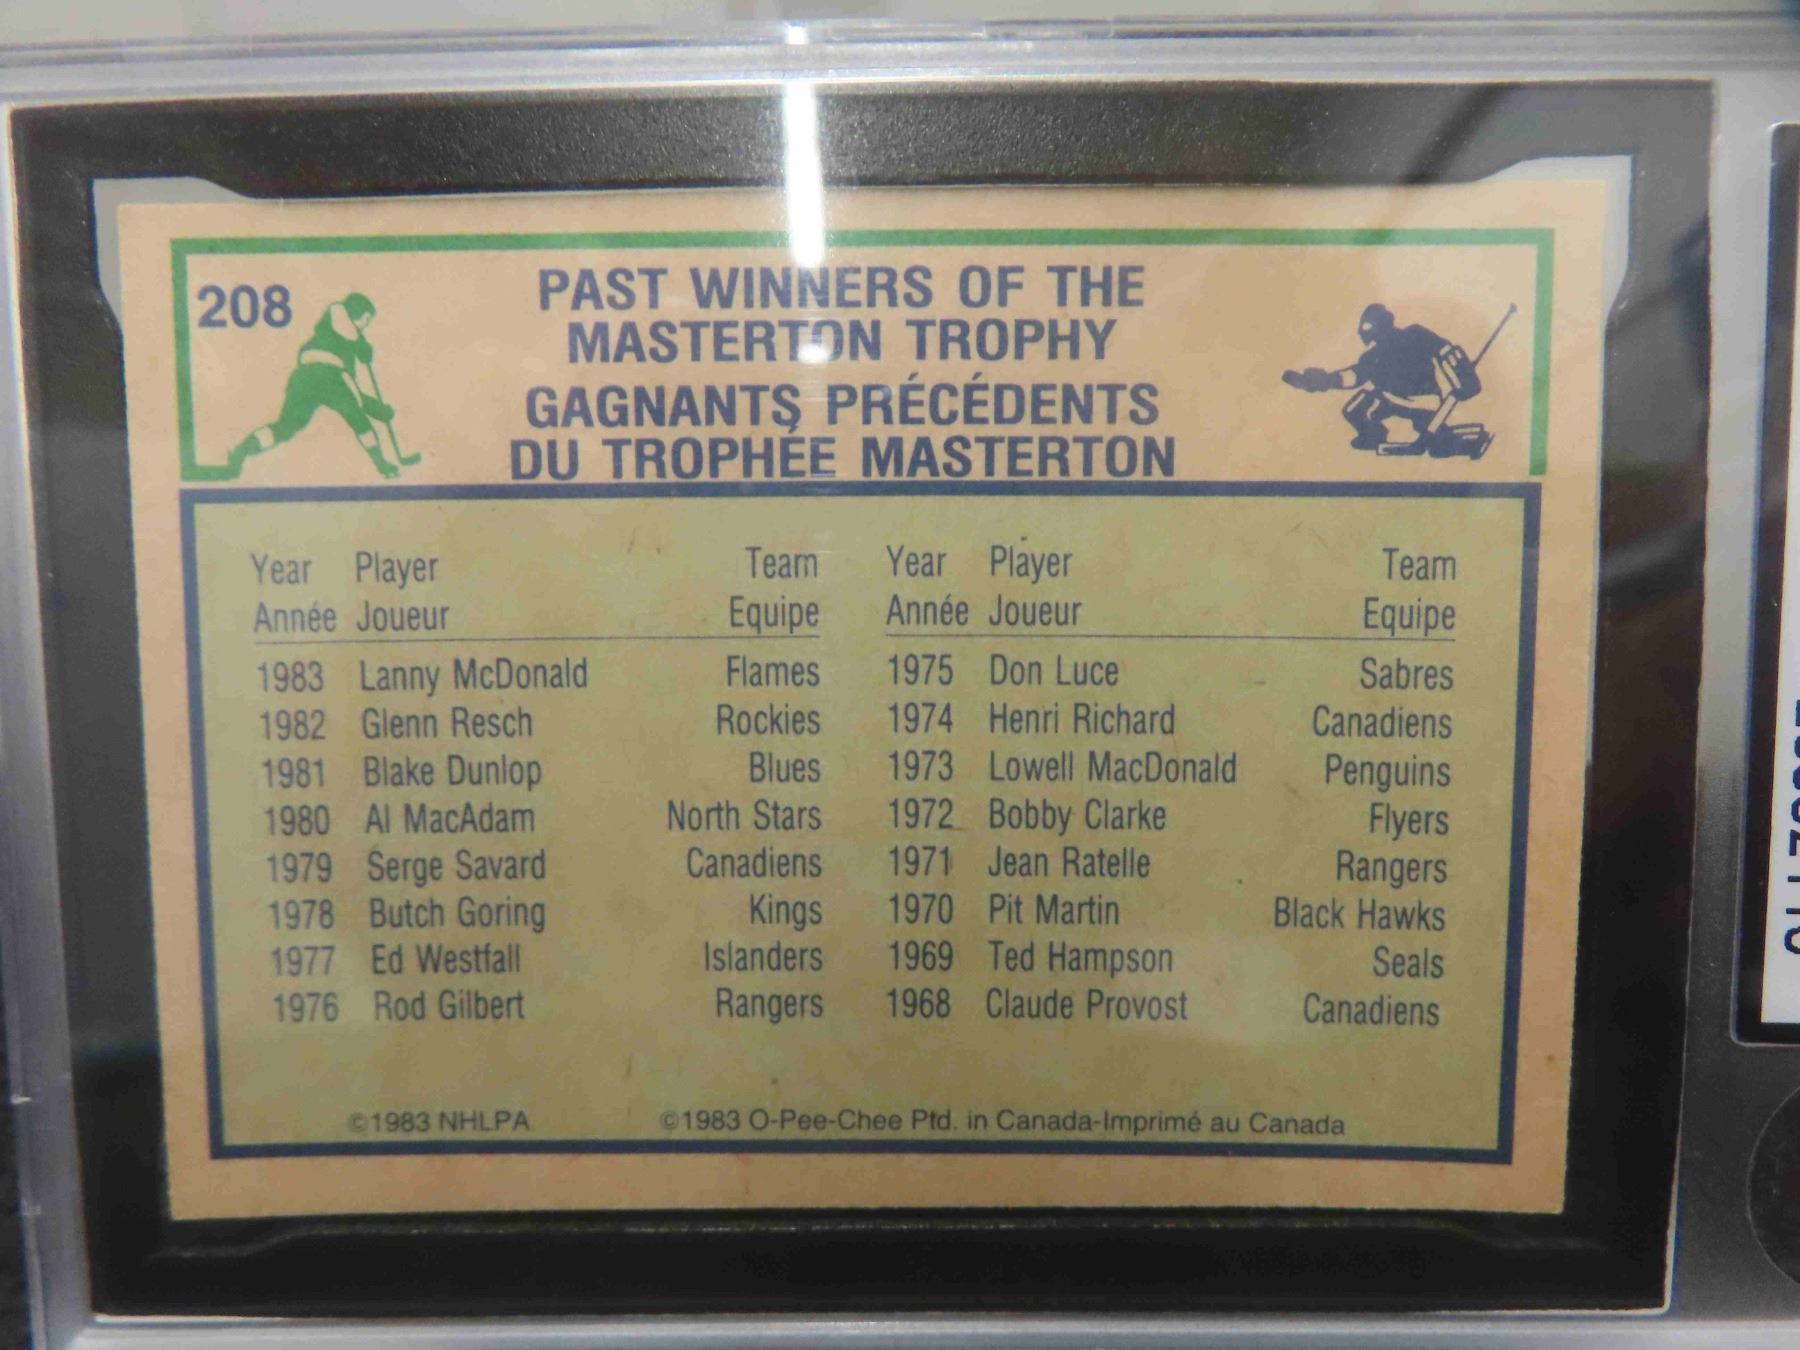 208
PAST WINNERS OF THE
MASTERTON TROPHY
GAGNANTS PRÉCÉDENTS
DU TROPHÉE MASTERTON
Year Player Team
Année Joueur Equipe
1983 Lanny McDonald Flames
1982 Glenn Resch Rockies
1981 Blake Dunlop Blues
1980 Al MacAdam North Stars
1979 Serge Savard Canadiens
1978 Butch Goring Kings
1977 Ed Westfall Islanders
1976 Rod Gilbert Rangers
Year Player Team
Année Joueur Equipe
1975 Don Luce Sabres
1974 Henri Richard Canadiens
1973 Lowell MacDonald Penguins
1972 Bobby Clarke Flyers
1971 Jean Ratelle Rangers
1970 Pit Martin Black Hawks
1969 Ted Hampson Seals
1968 Claude Provost Canadiens
©1983 NHLPA ©1983 O-Pee-Chee Ptd. in Canada-Imprimé au Canada